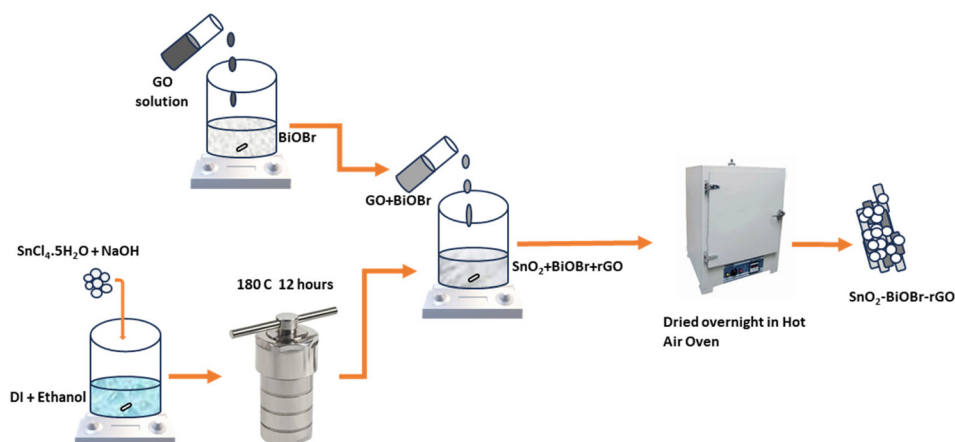 GO
solution
BiOBr
GO+BiOBr
SnCl₄.5H₂O + NaOH
180 C 12 hours
SnO₂+BiOBr+rGO
DI + Ethanol
Dried overnight in Hot
Air Oven
SnO₂-BiOBr-rGO